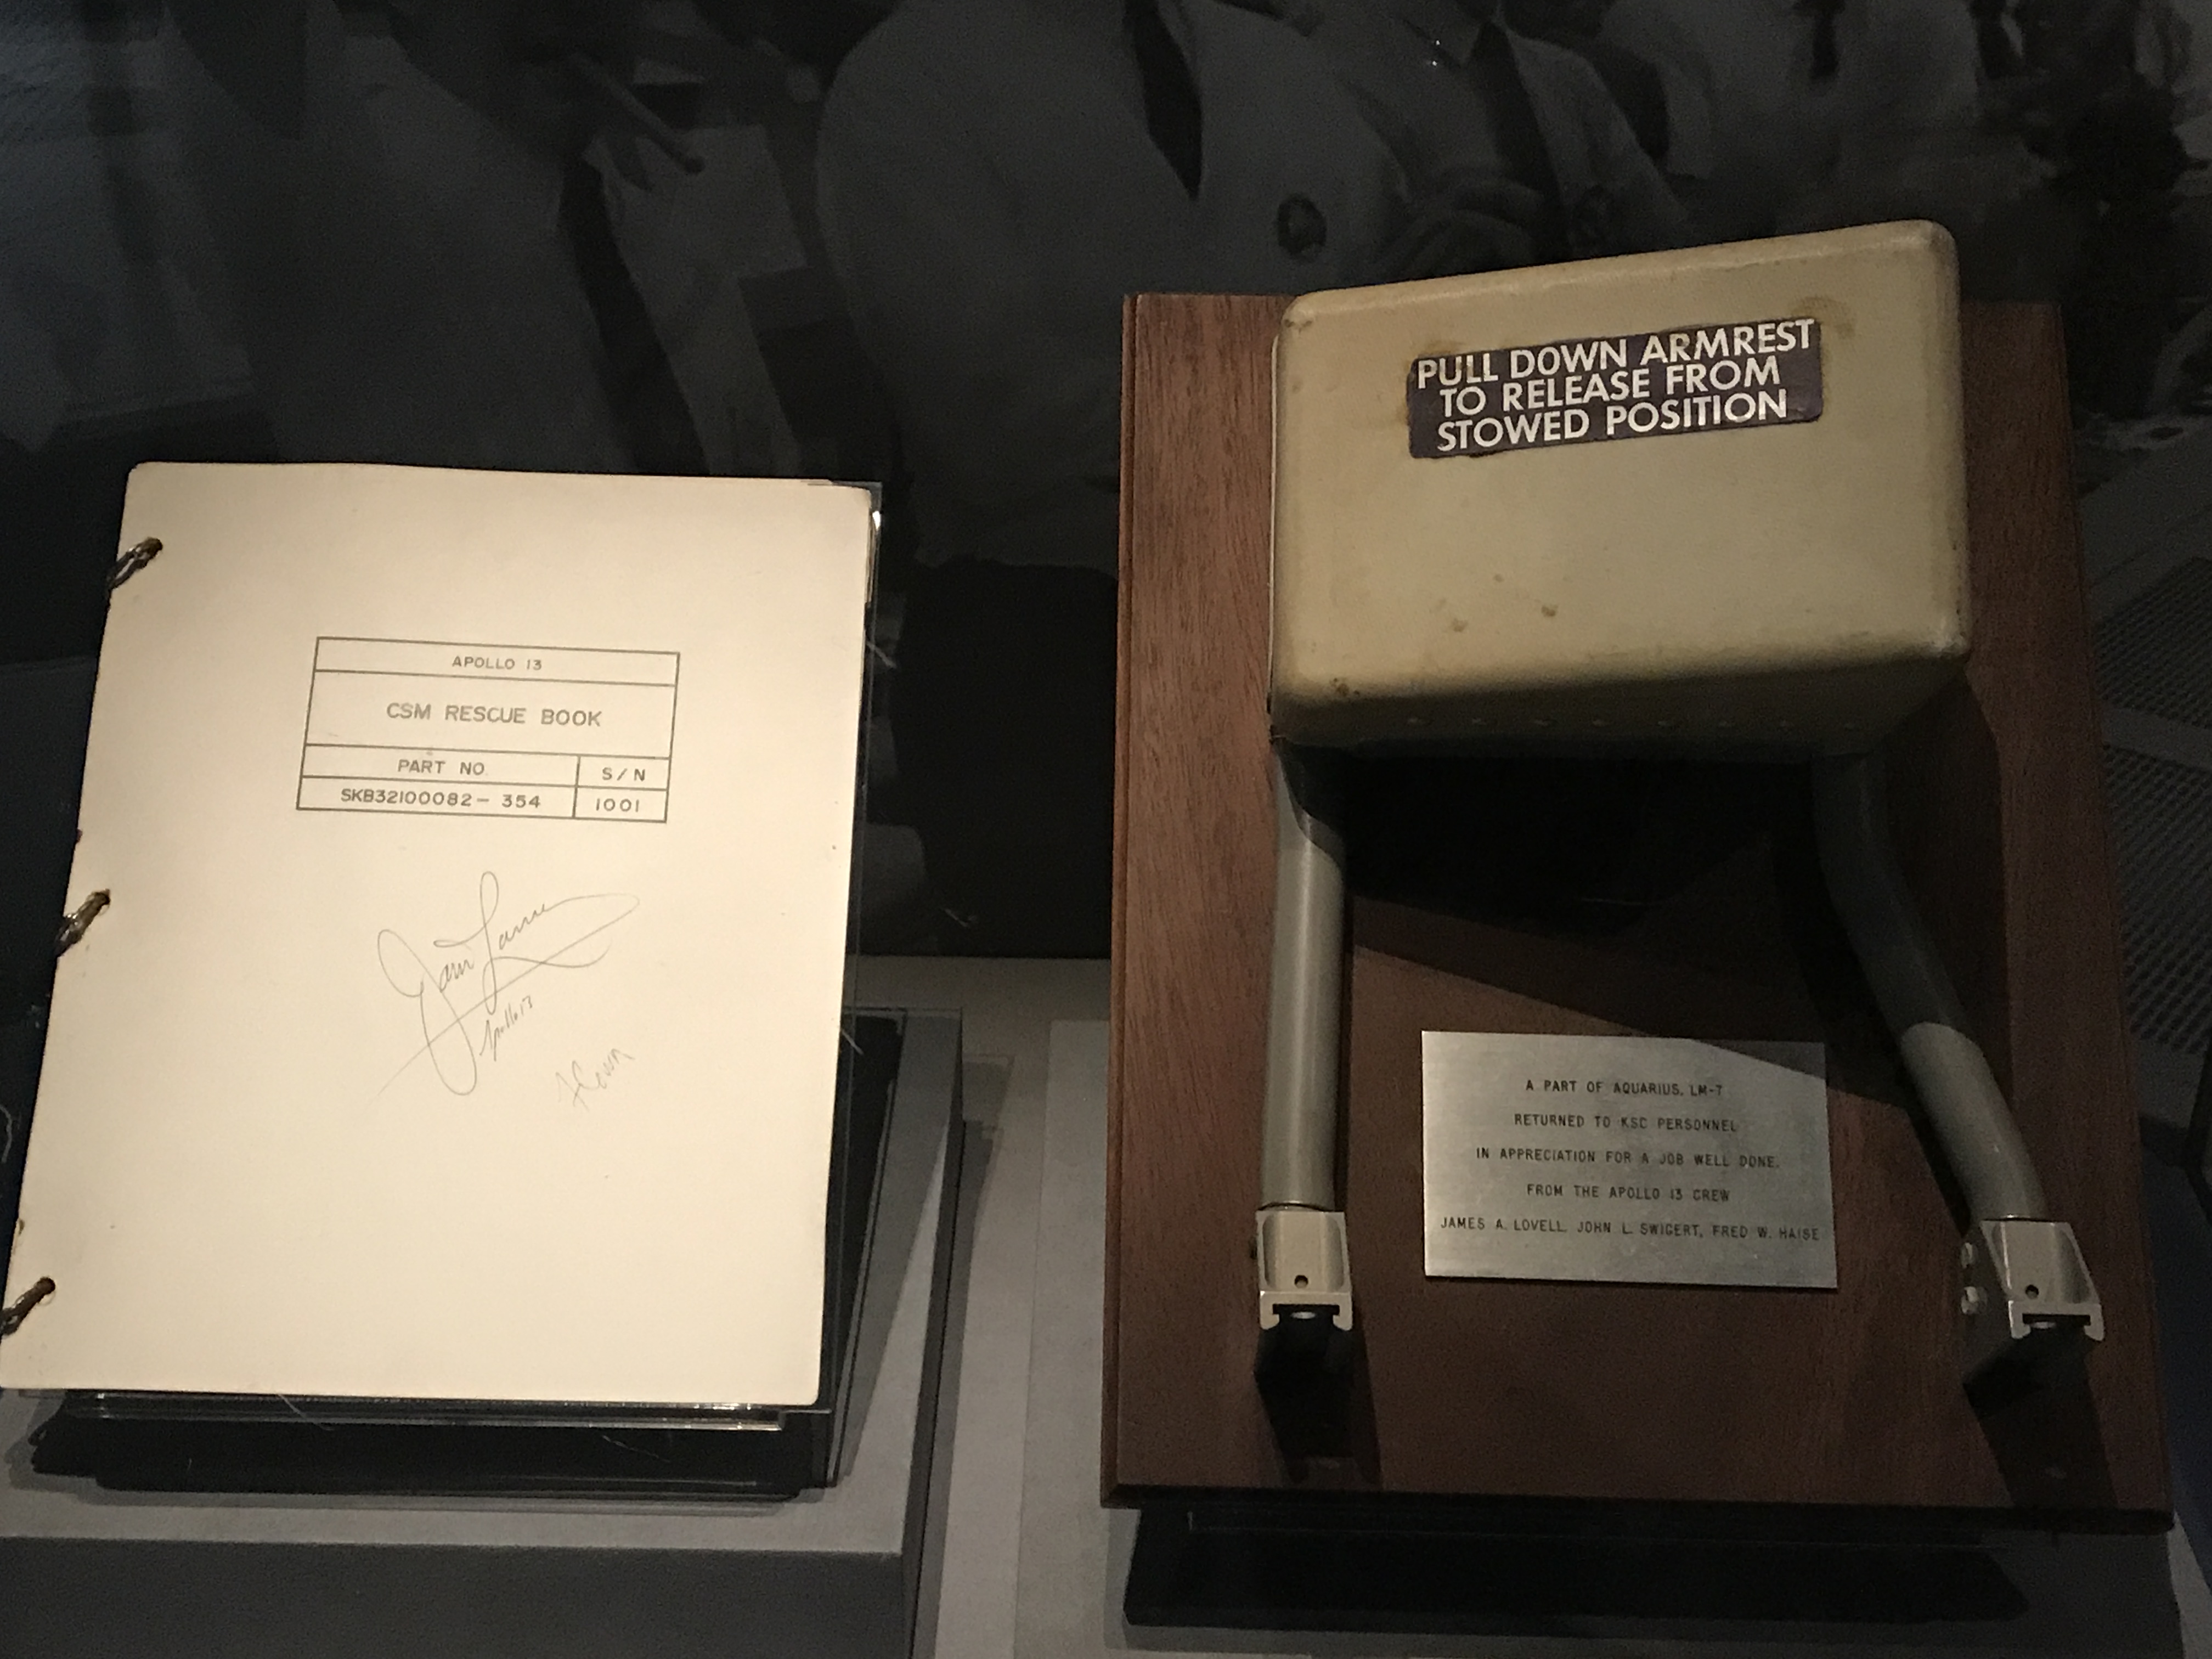 APOLLO 13
CSM RESCUE BOOK
PART NO
S/N
SKB32100082-354
1001
Apollo 13
PULL DOWN ARMREST
TO RELEASE FROM
STOWED POSITION
A PART OF AQUARIUS, LM-7
RETURNED TO KSC PERSONNEL
IN APPRECIATION FOR A JOB WELL DONE.
FROM THE APOLLO 13 CREW
JAMES A. LOVELL, JOHN L. SWIGERT, FRED W. HAISE